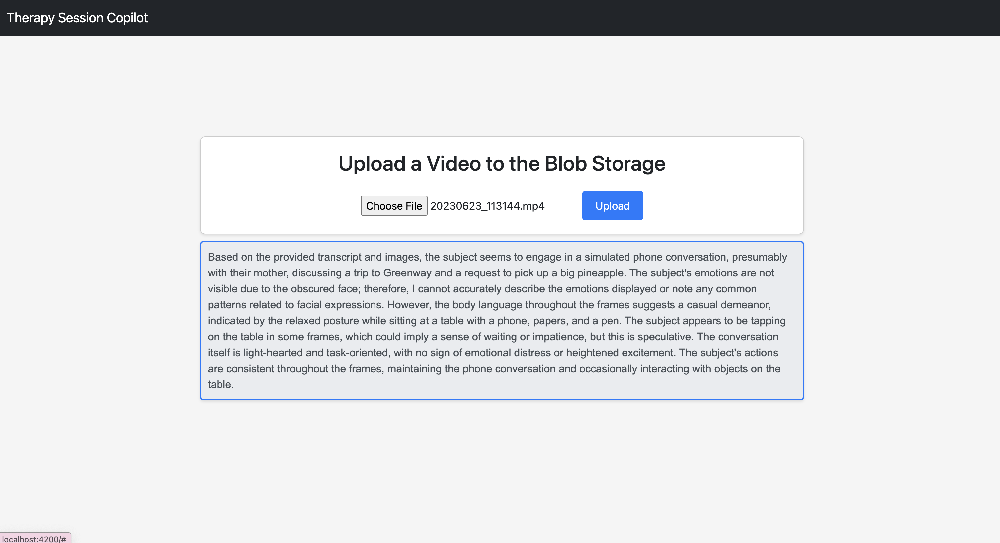 Therapy Session Copilot
Upload a Video to the Blob Storage
Choose File 20230623_113144.mp4 Upload
Based on the provided transcript and images, the subject seems to engage in a simulated phone conversation, presumably
with their mother, discussing a trip to Greenway and a request to pick up a big pineapple. The subject's emotions are not
visible due to the obscured face; therefore, I cannot accurately describe the emotions displayed or note any common
patterns related to facial expressions. However, the body language throughout the frames suggests a casual demeanor,
indicated by the relaxed posture while sitting at a table with a phone, papers, and a pen. The subject appears to be tapping
on the table in some frames, which could imply a sense of waiting or impatience, but this is speculative. The conversation
itself is light-hearted and task-oriented, with no sign of emotional distress or heightened excitement. The subject's actions
are consistent throughout the frames, maintaining the phone conversation and occasionally interacting with objects on the
table.
localhost:4200/#